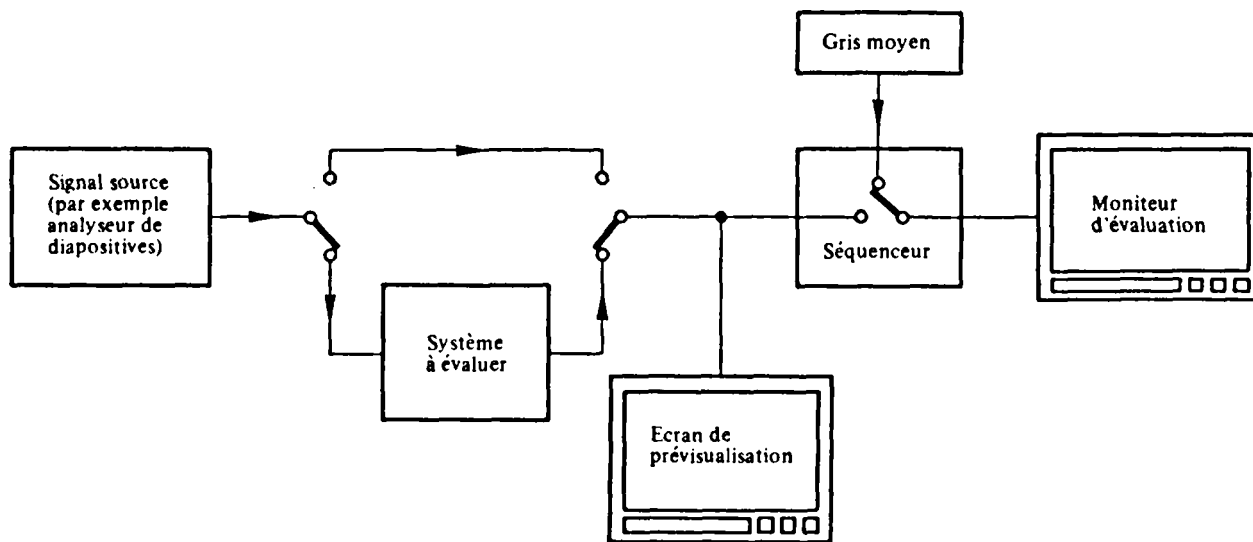 Gris moyen
Signal source
(par exemple
analyseur de
diapositives)
Séquenceur
Moniteur
d'évaluation
Système
à évaluer
Ecran de
prévisualisation